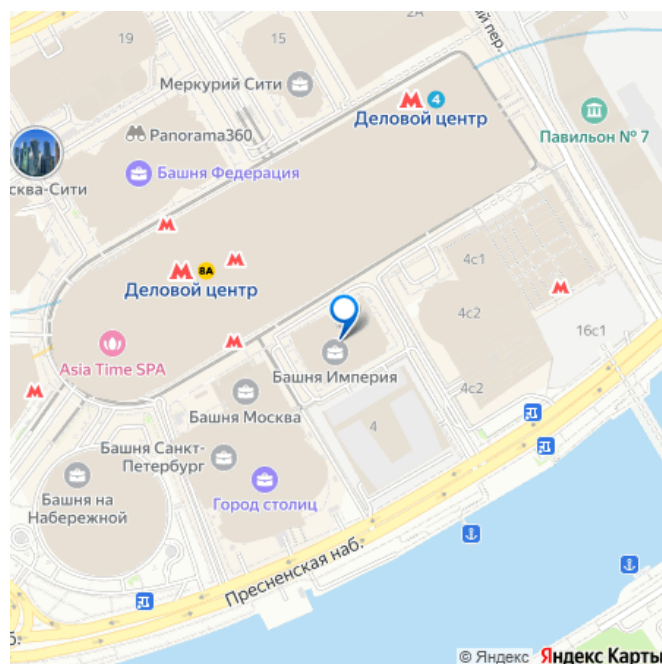 2А
ий пер.
19
15
Меркурий Сити
4
Деловой центр
Павильон № 7
Panorama360
сква-Сити
Башня Федерация
8А
Деловой центр
4с1
4с2
16с1
Asia Time SPA
Башня Империя
4с2
Башня Москва
4
Башня Санкт-
Петербург
Башня на
Набережной
Город столиц
Пресненская наб.
б.
© Яндекс Яндекс Карты